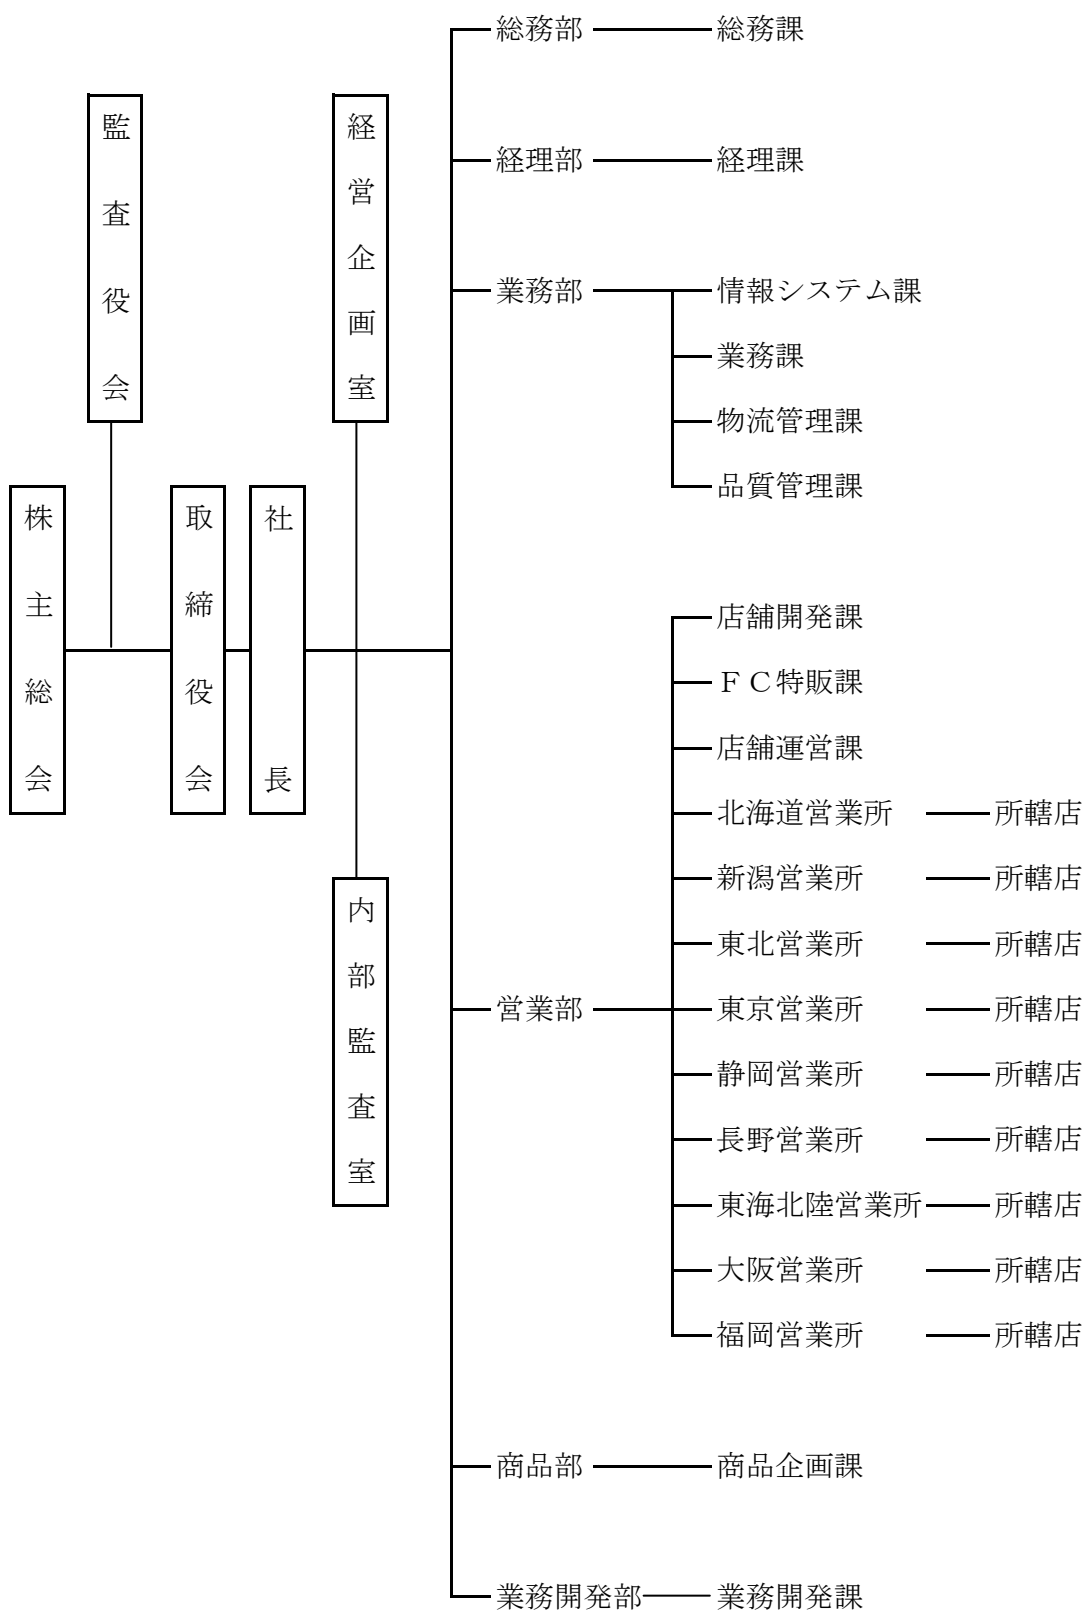 総務部 総務課
監査役会
経営企画室
経理部 経理課
業務部 情報システム課
業務課
物流管理課
品質管理課
株主総会
取締役会
社長
店舗開発課
ＦＣ特販課
店舗運営課
北海道営業所 所轄店
新潟営業所 所轄店
内部監査室
東北営業所 所轄店
営業部 東京営業所 所轄店
静岡営業所 所轄店
長野営業所 所轄店
東海北陸営業所 所轄店
大阪営業所 所轄店
福岡営業所 所轄店
商品部 商品企画課
業務開発部 業務開発課